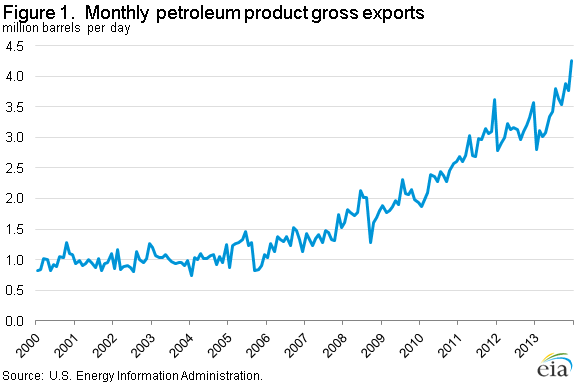 Figure 1. Monthly petroleum product gross exports
million barrels per day
4.5
4.0
3.5
3.0
2.5
2.0
1.5
1.0
0.5
0.0
2000 2001 2002 2003 2004 2005 2006 2007 2008 2009 2010 2011 2012 2013
Source: U.S. Energy Information Administration.
eia